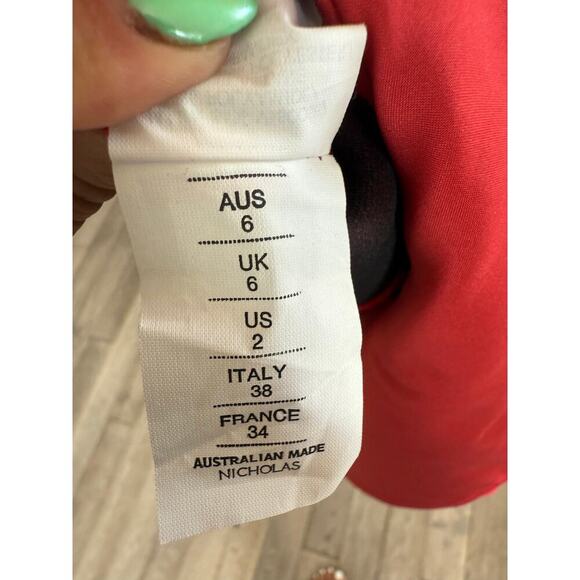 AUS
6
UK
6
US
2
ITALY
38
FRANCE
34
AUSTRALIAN MADE
NICHOLAS